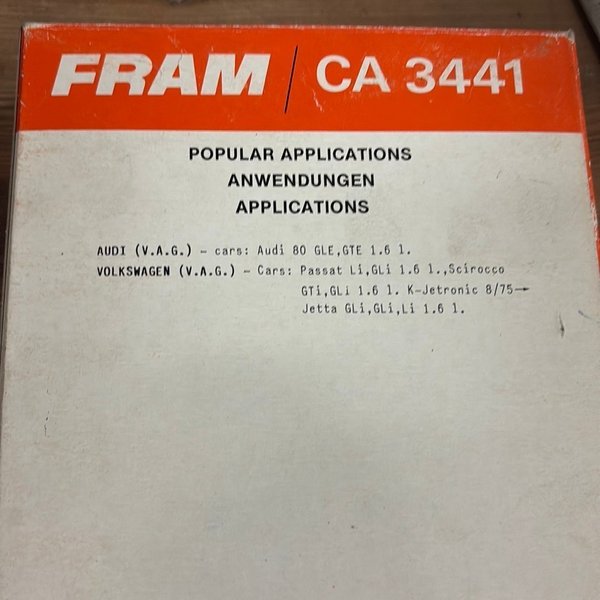 FRAM / CA 3441
POPULAR APPLICATIONS
ANWENDUNGEN
APPLICATIONS
AUDI (V.A.G.) - cars: Audi 80 GLE,GTE 1.6 l.
VOLKSWAGEN (V.A.G.) - Cars: Passat Li,GLi 1.6 l.,Scirocco
GTi,GLi 1.6 l. K-Jetronic 8/75→
Jetta GLi,GLi,Li 1.6 l.